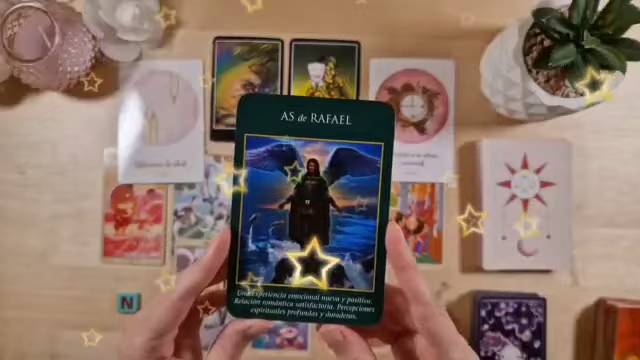 AS de RAFAEL
Una experiencia emocional nueva y positiva.
Relación romántica satisfactoria. Percepciones
espirituales profundas y duraderas.
N